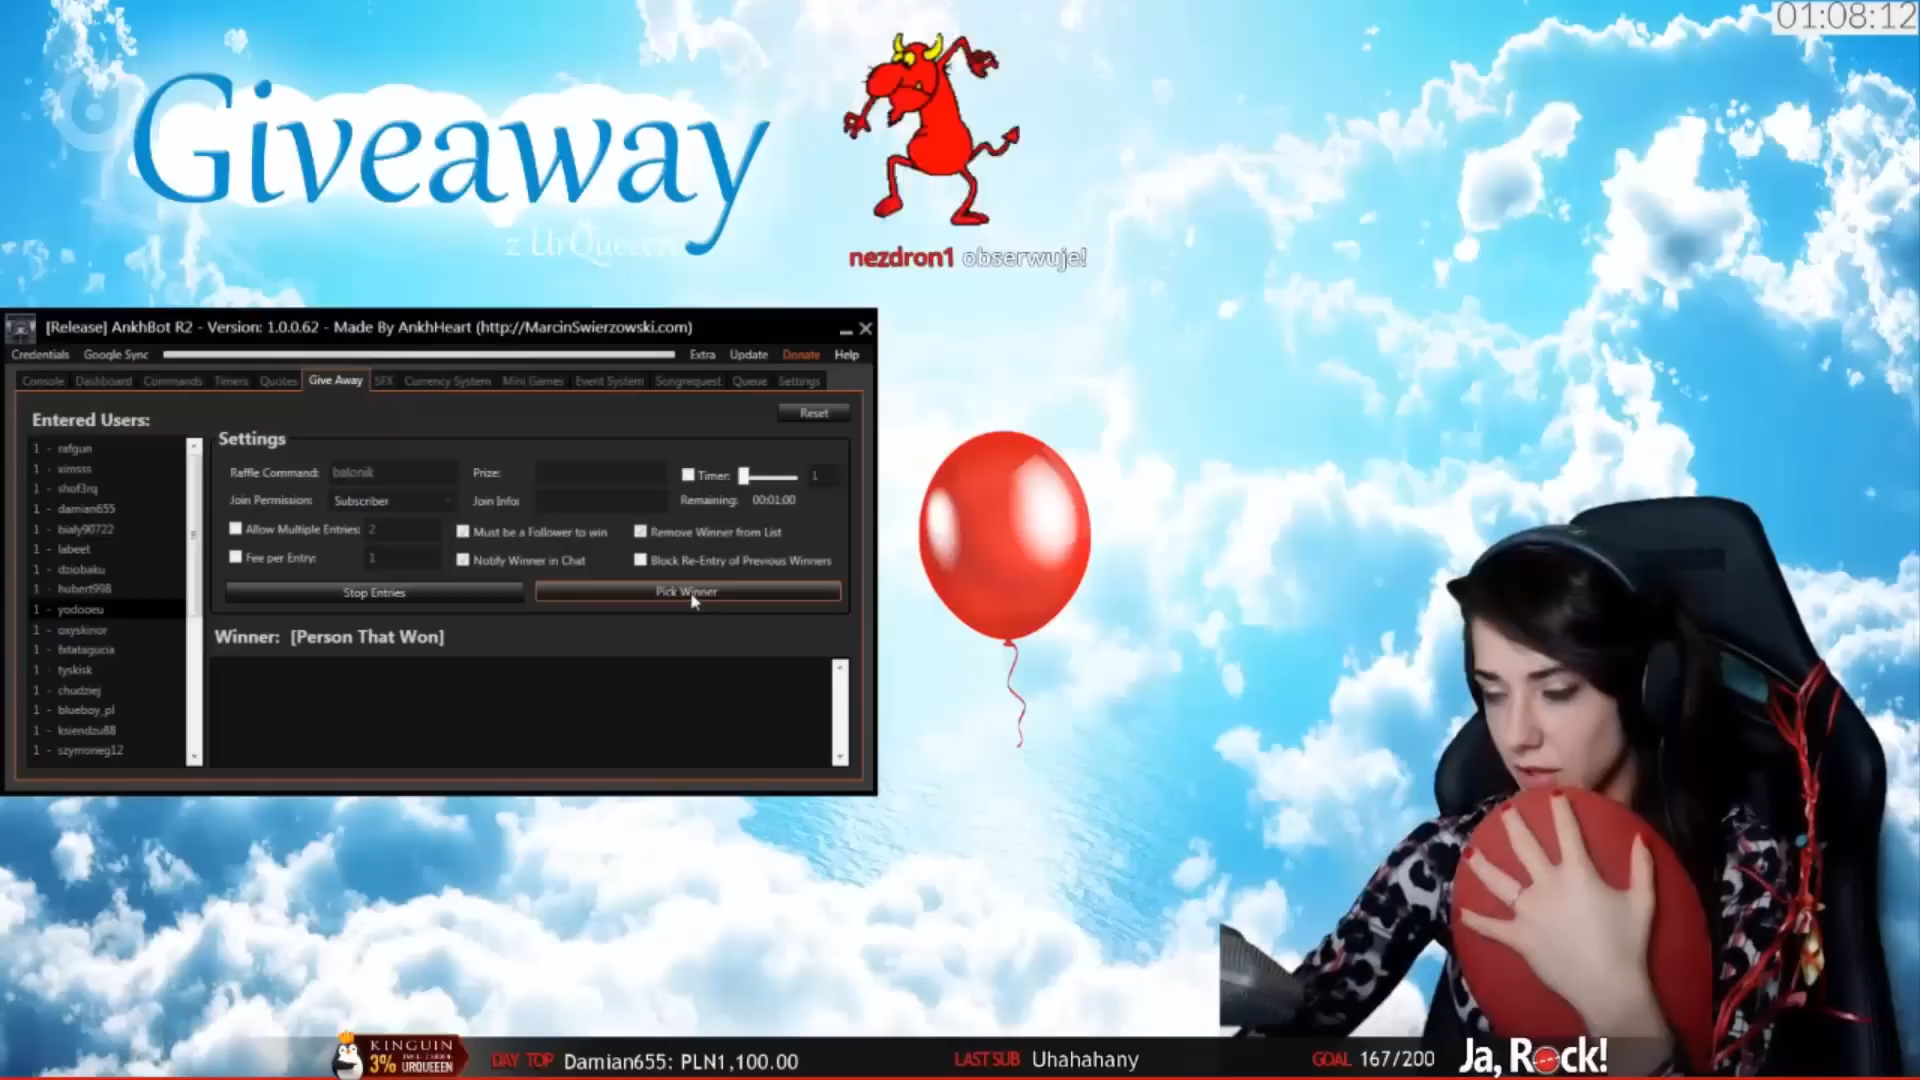 01:08:12
Giveaway
z UrQueeen
nezdron1 obserwuje!
[Release] AnkhBot R2 - Version: 1.0.0.62 - Made By AnkhHeart (http://MarcinSwierzowski.com)
Credentials Google Sync Extra Update Donate Help
Console Dashboard Commands Timers Quotes Give Away SFX Currency System Mini Games Event System Songrequest Queue Settings
Reset
Entered Users:
1 - rafgun
1 - ximsss
1 - shof3rq
1 - damian655
1 - bialy90722
1 - labeet
1 - dziobaku
1 - hubert998
1 - yodooeu
1 - oxyskinor
1 - fxtatagucia
1 - tyskisk
1 - chudziej
1 - blueboy_pl
1 - ksiendzu88
1 - szymoneg12
Settings
Raffle Command: balonik Prize: Timer: 1
Join Permission: Subscriber Join Info: Remaining: 00:01:00
Allow Multiple Entries: 2 Must be a Follower to win Remove Winner from List
Fee per Entry: 1 Notify Winner in Chat Block Re-Entry of Previous Winners
Stop Entries Pick Winner
Winner: [Person That Won]
KINGUIN
3% URQUEEEN
DAY TOP Damian655: PLN1,100.00
LAST SUB Uhahahany
GOAL 167/200
Ja, Rock!